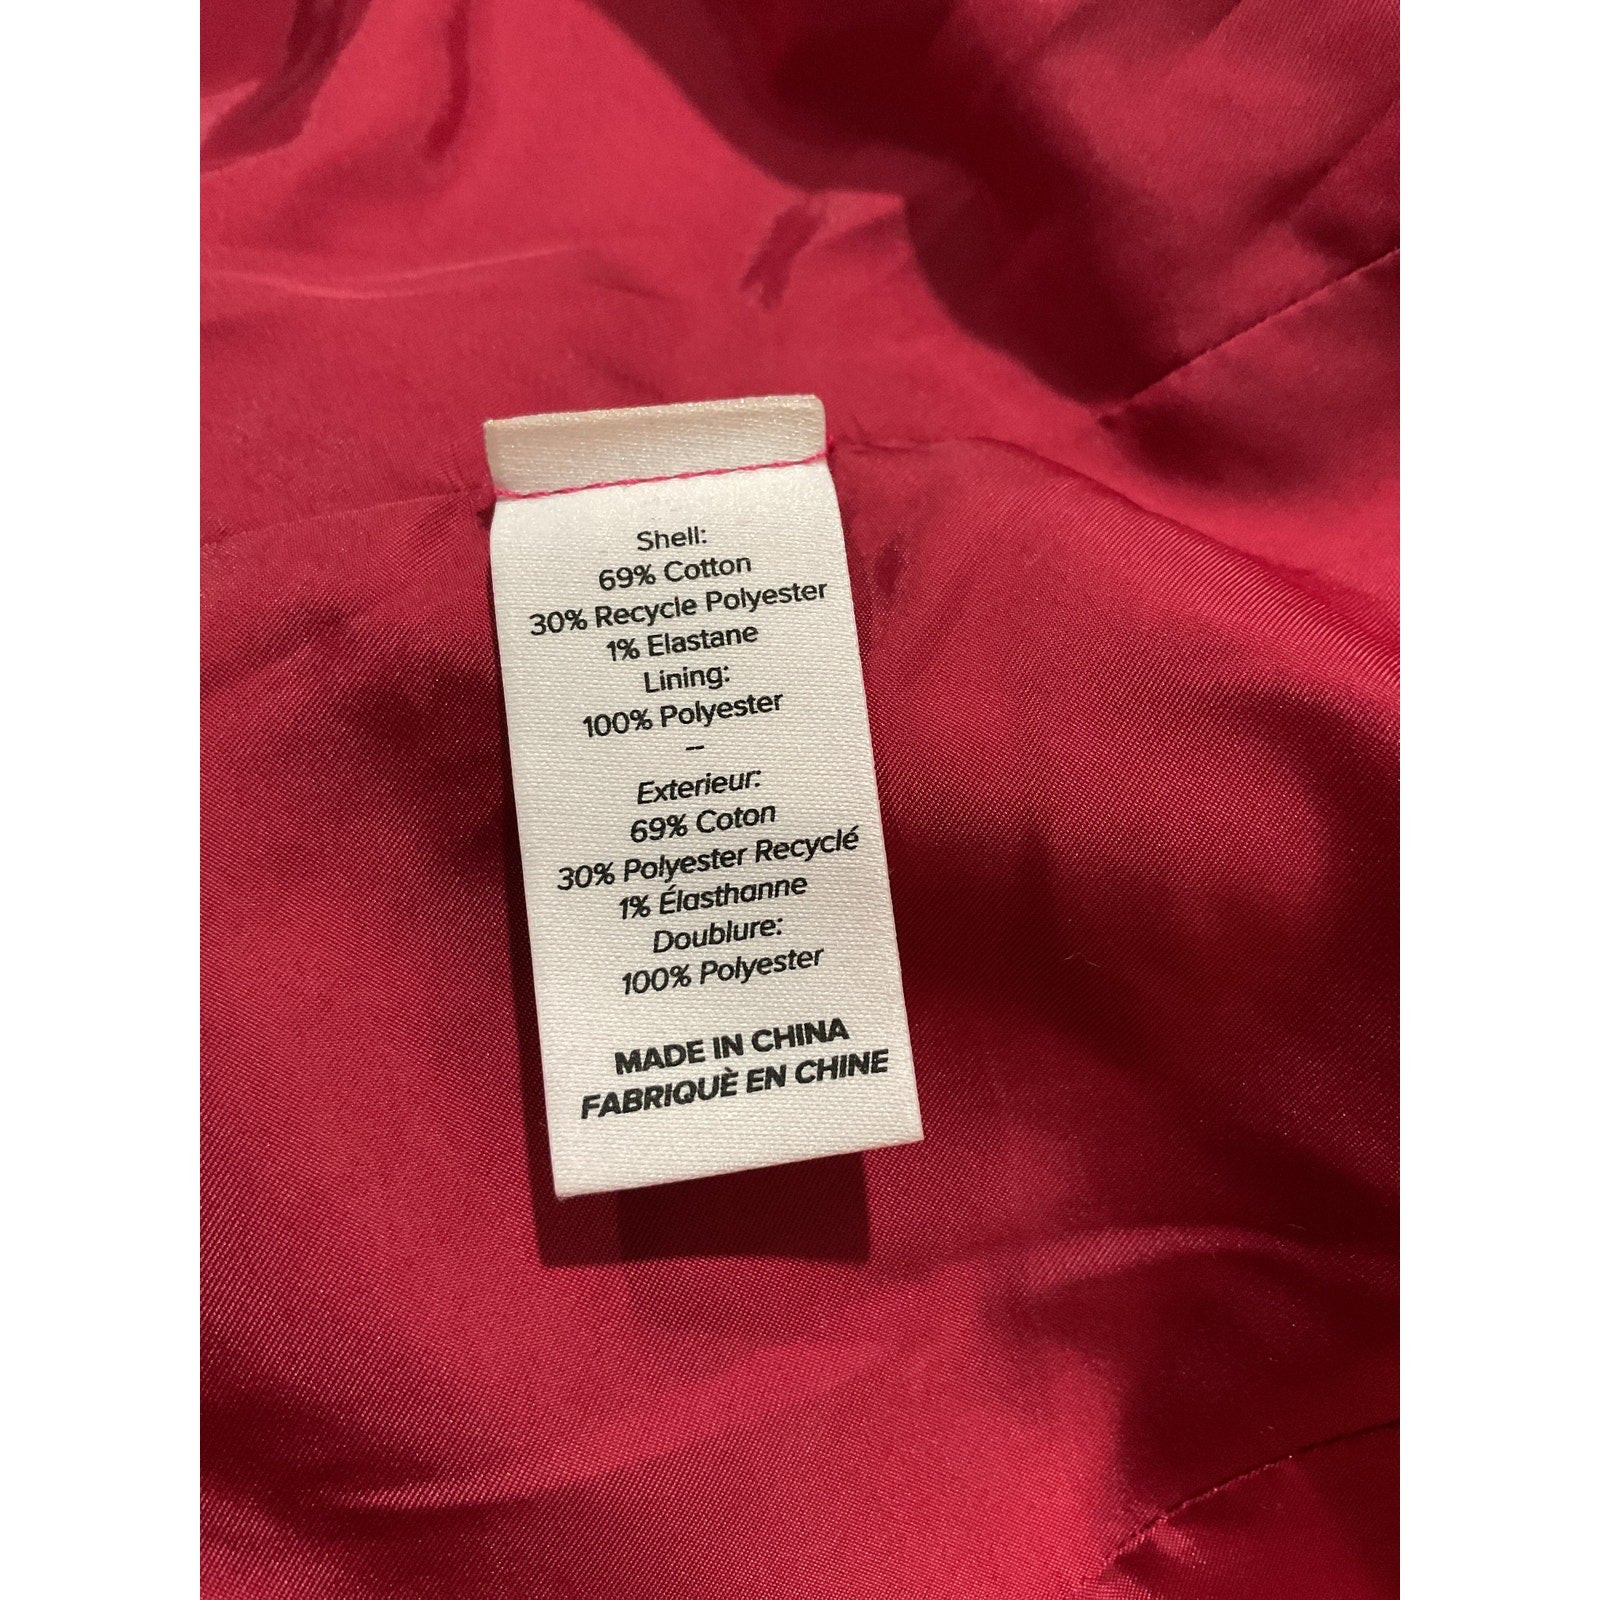 Shell:
69% Cotton
30% Recycle Polyester
1% Elastane
Lining:
100% Polyester
–
Exterieur:
69% Coton
30% Polyester Recyclé
1% Élasthanne
Doublure:
100% Polyester
MADE IN CHINA
FABRIQUÈ EN CHINE